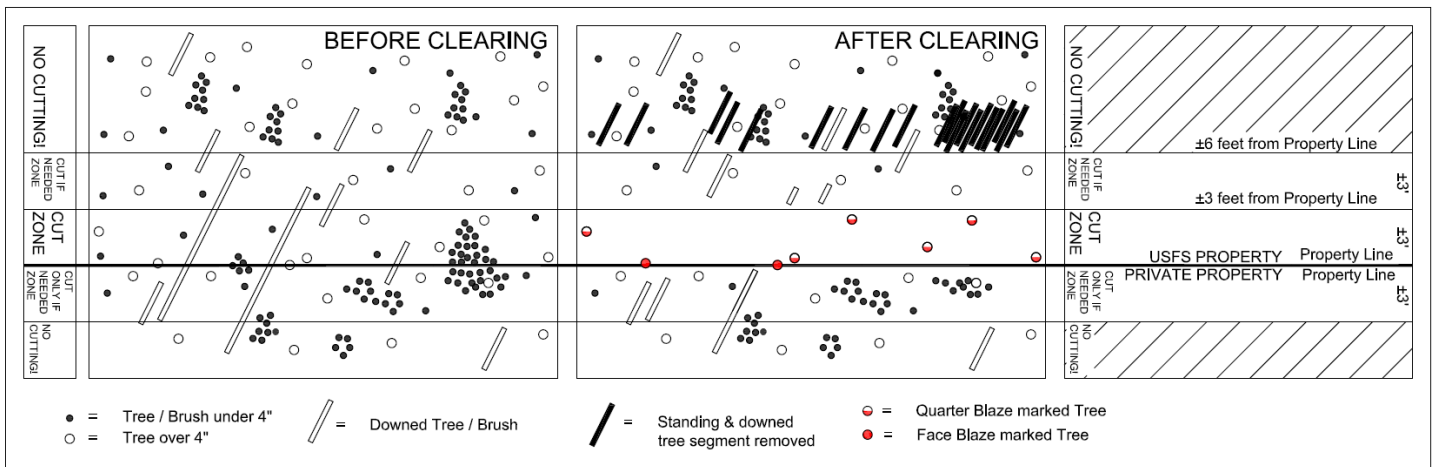 NO CUTTING!
CUT IF
NEEDED
ZONE
CUT
ZONE
CUT
ONLY IF
NEEDED
ZONE
NO
CUTTING!
BEFORE CLEARING
AFTER CLEARING
NO CUTTING!
CUT IF
NEEDED
ZONE
CUT
ZONE
CUT
ONLY IF
NEEDED
ZONE
NO
CUTTING!
±6 feet from Property Line
±3'
±3 feet from Property Line
±3'
USFS PROPERTY Property Line
PRIVATE PROPERTY Property Line
±3'
= Tree / Brush under 4"
= Tree over 4"
= Downed Tree / Brush
= Standing & downed
tree segment removed
= Quarter Blaze marked Tree
= Face Blaze marked Tree